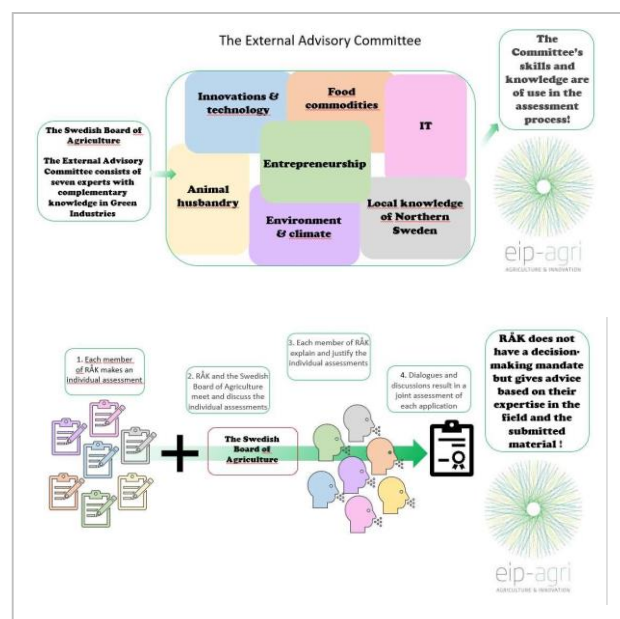 The External Advisory Committee
The Swedish Board of
Agriculture
The External Advisory
Committee consists of
seven experts with
complementary
knowledge in Green
Industries
Innovations &
technology
Food
commodities
IT
Entrepreneurship
Animal
husbandry
Environment
& climate
Local knowledge
of Northern
Sweden
The
Committee's
skills and
knowledge are
of use in the
assessment
process!
eip-agri
AGRICULTURE & INNOVATION
1. Each member
of RÅK makes an
individual assessment
2. RÅK and the Swedish
Board of Agriculture
meet and discuss the
individual assessments
3. Each member of RÅK
explain and justify the
individual assessments
4. Dialogues and
discussions result in a
joint assessment of
each application
The Swedish
Board of
Agriculture
RÅK does not
have a decision-
making mandate
but gives advice
based on their
expertise in the
field and the
submitted
material !
eip-agri
AGRICULTURE & INNOVATION